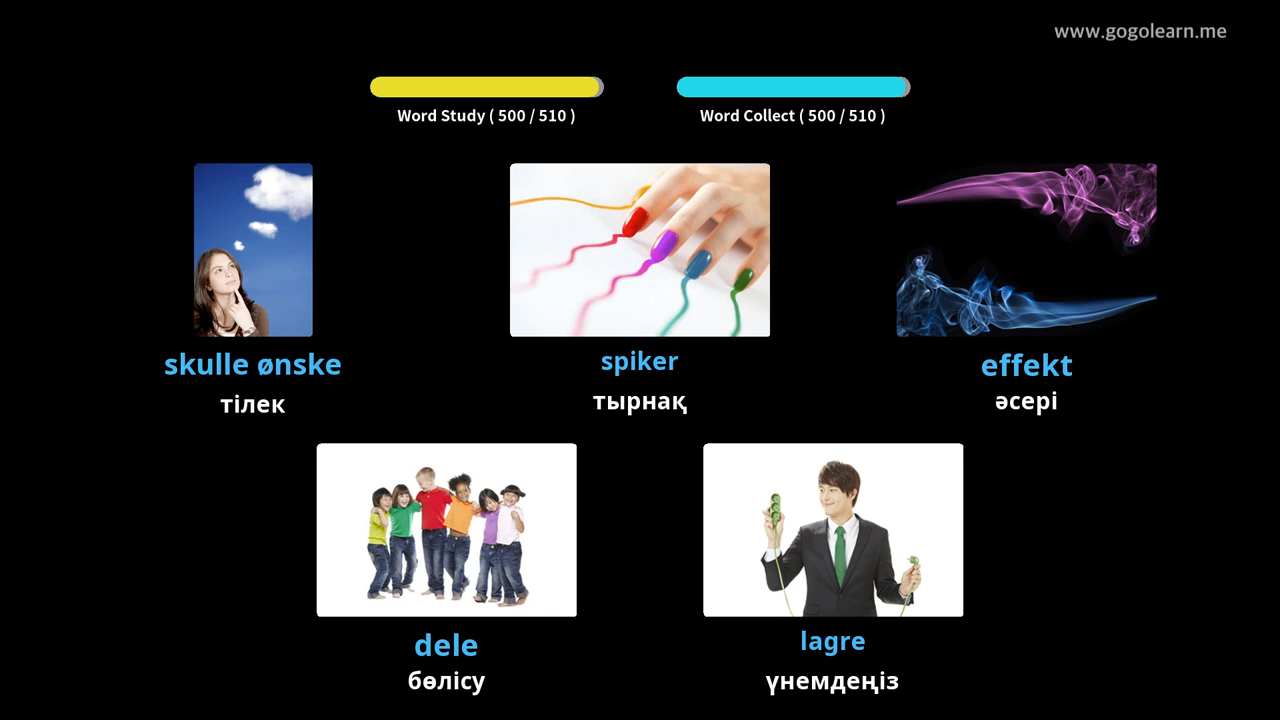 www.gogolearn.me
Word Study ( 500 / 510 )
Word Collect ( 500 / 510 )
skulle ønske
тілек
spiker
тырнақ
effekt
әсері
dele
бөлісу
lagre
үнемдеңіз